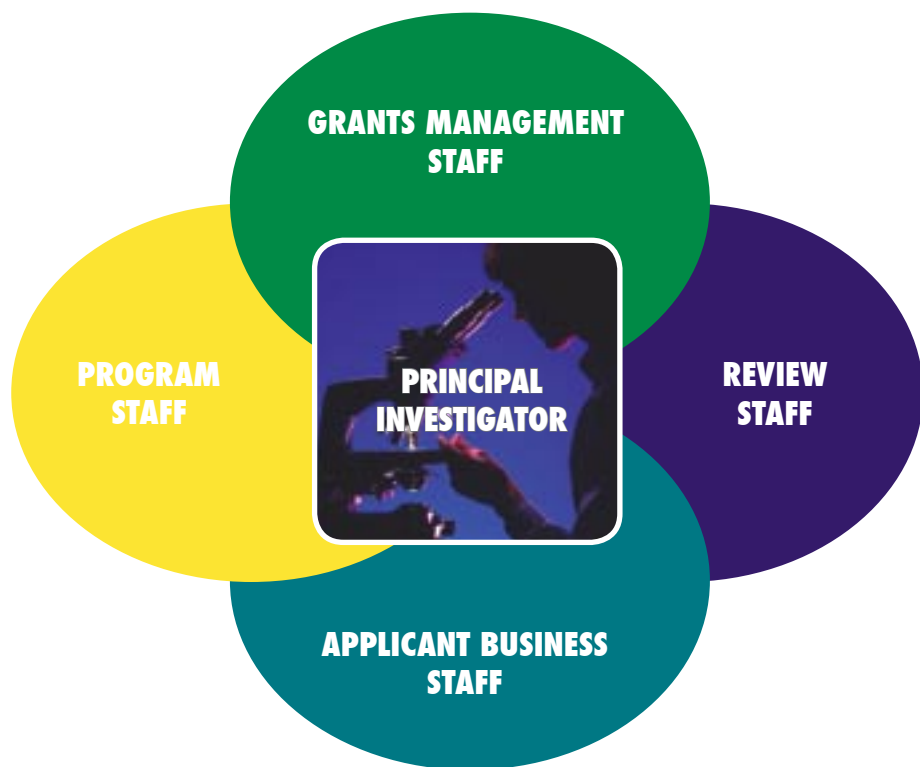 GRANTS MANAGEMENT
STAFF
PROGRAM
STAFF
PRINCIPAL
INVESTIGATOR
REVIEW
STAFF
APPLICANT BUSINESS
STAFF